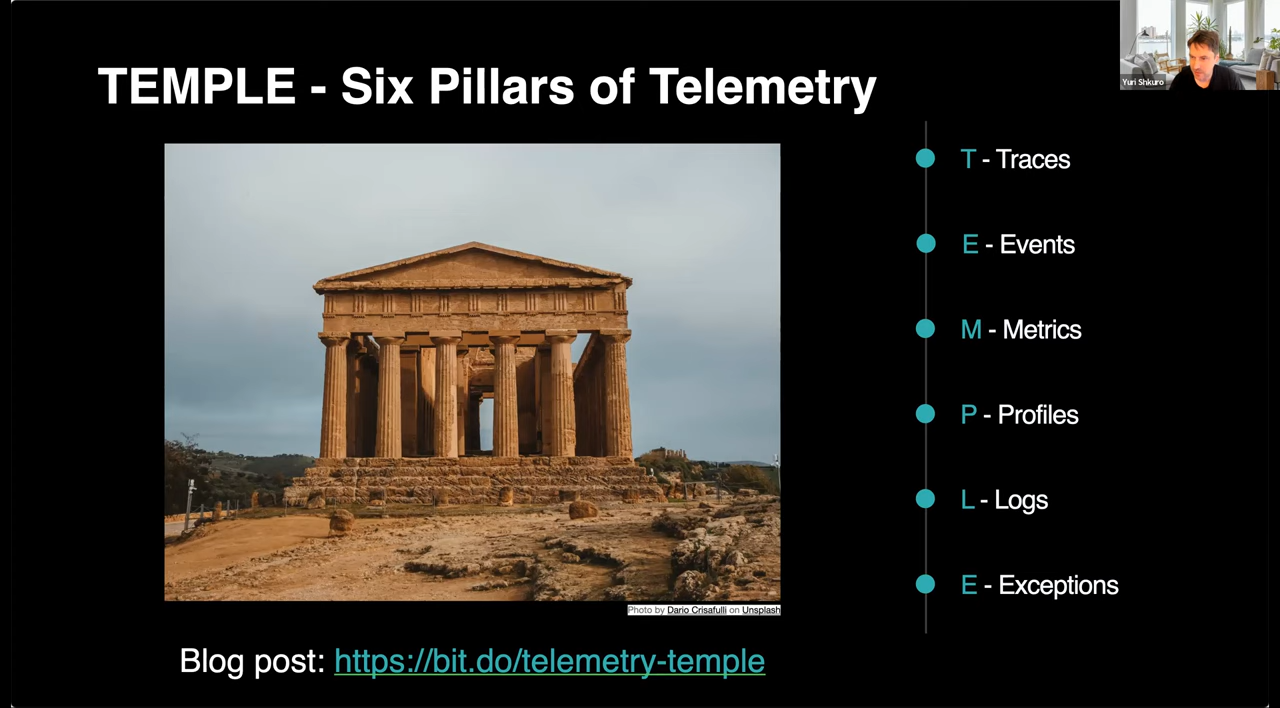 TEMPLE - Six Pillars of Telemetry
Yuri Shkuro
T - Traces
E - Events
M - Metrics
P - Profiles
L - Logs
E - Exceptions
Photo by Dario Crisafulli on Unsplash
Blog post: https://bit.do/telemetry-temple